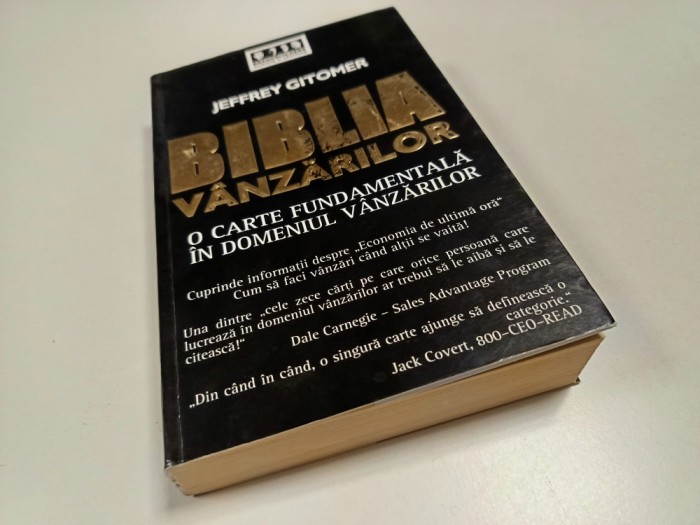 JEFFREY GITOMER
BIBLIA
VÂNZĂRILOR
O CARTE FUNDAMENTALĂ
ÎN DOMENIUL VÂNZĂRILOR
Cuprinde informații despre „Economia de ultimă oră“
Cum să faci vânzări când alții se vaită!
Una dintre „cele zece cărți pe care orice persoană care
lucrează în domeniul vânzărilor ar trebui să le aibă și să le
citească!“
Dale Carnegie – Sales Advantage Program
„Din când în când, o singură carte ajunge să definească o
categorie.“
Jack Covert, 800–CEO–READ